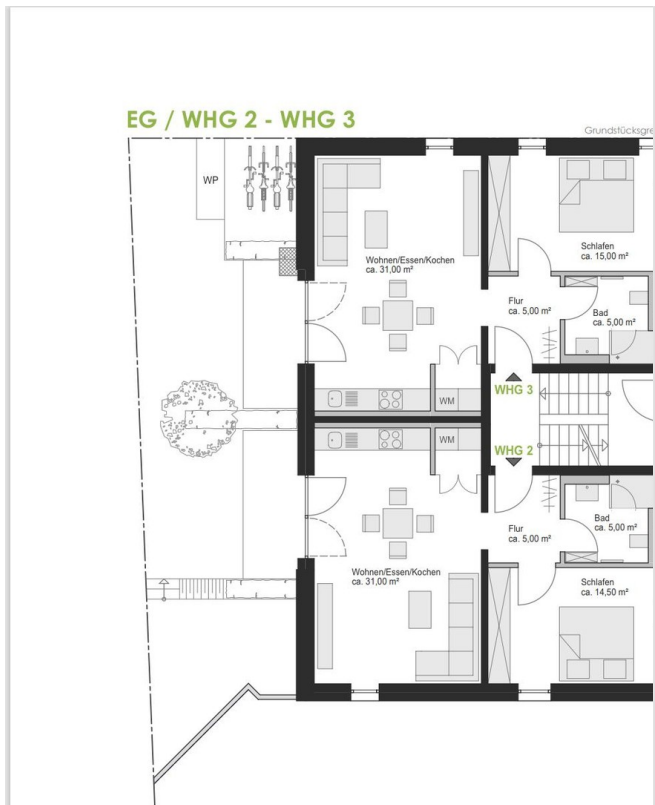 EG / WHG 2 - WHG 3
WP
Wohnen/Essen/Kochen
ca. 31,00 m²
Schlafen
ca. 15,00 m²
Flur
ca. 5,00 m²
Bad
ca. 5,00 m²
WM
WHG 3
WHG 2
WM
Flur
ca. 5,00 m²
Bad
ca. 5,00 m²
Wohnen/Essen/Kochen
ca. 31,00 m²
Schlafen
ca. 14,50 m²